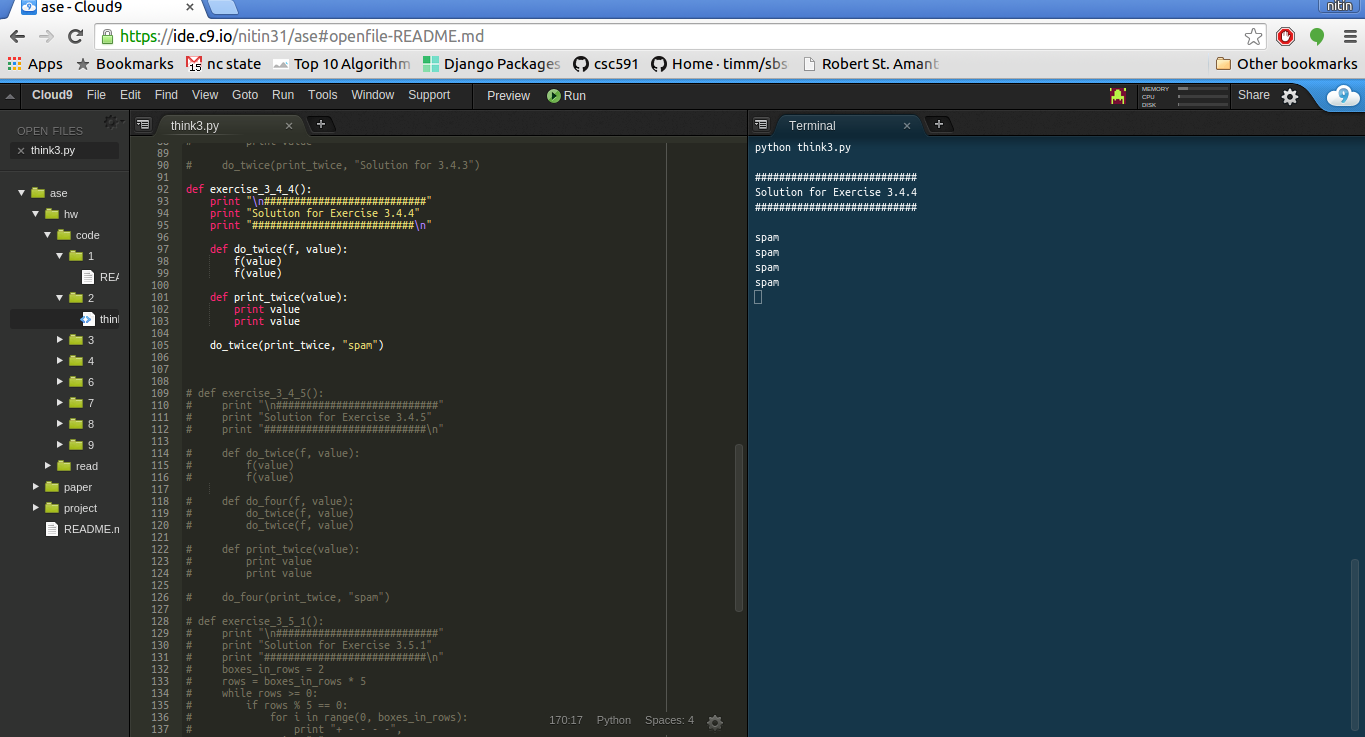 ase - Cloud9 ×
nitin
https://ide.c9.io/nitin31/ase#openfile-README.md
Apps Bookmarks 15 nc state Top 10 Algorithm Django Packages csc591 Home · timm/sbs Robert St. Amant Other bookmarks
Cloud9 File Edit Find View Goto Run Tools Window Support Preview Run MEMORY CPU DISK Share 9
OPEN FILES
× think3.py
ase
hw
code
1
REA
2
thinl
3
4
6
7
8
9
read
paper
project
README.n
think3.py × +
88 # print value
89
90 # do_twice(print_twice, "Solution for 3.4.3")
91
92 def exercise_3_4_4():
93 print "\n###########################"
94 print "Solution for Exercise 3.4.4"
95 print "###########################\n"
96
97 def do_twice(f, value):
98 f(value)
99 f(value)
100
101 def print_twice(value):
102 print value
103 print value
104
105 do_twice(print_twice, "spam")
106
107
108
109 # def exercise_3_4_5():
110 # print "\n###########################"
111 # print "Solution for Exercise 3.4.5"
112 # print "###########################\n"
113
114 # def do_twice(f, value):
115 # f(value)
116 # f(value)
117
118 # def do_four(f, value):
119 # do_twice(f, value)
120 # do_twice(f, value)
121
122 # def print_twice(value):
123 # print value
124 # print value
125
126 # do_four(print_twice, "spam")
127
128 # def exercise_3_5_1():
129 # print "\n###########################"
130 # print "Solution for Exercise 3.5.1"
131 # print "###########################\n"
132 # boxes_in_rows = 2
133 # rows = boxes_in_rows * 5
134 # while rows >= 0:
135 # if rows % 5 == 0:
136 # for i in range(0, boxes_in_rows):
137 # print "+ - - - -",
170:17 Python Spaces: 4
Terminal × +
python think3.py
###########################
Solution for Exercise 3.4.4
###########################
spam
spam
spam
spam